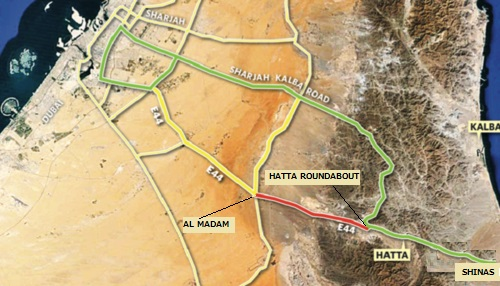 SHARJAH
DUBAI
SHARJAH KALBA ROAD
E44
KALBA
E44
HATTA ROUNDABOUT
AL MADAM
E44
HATTA
SHINAS